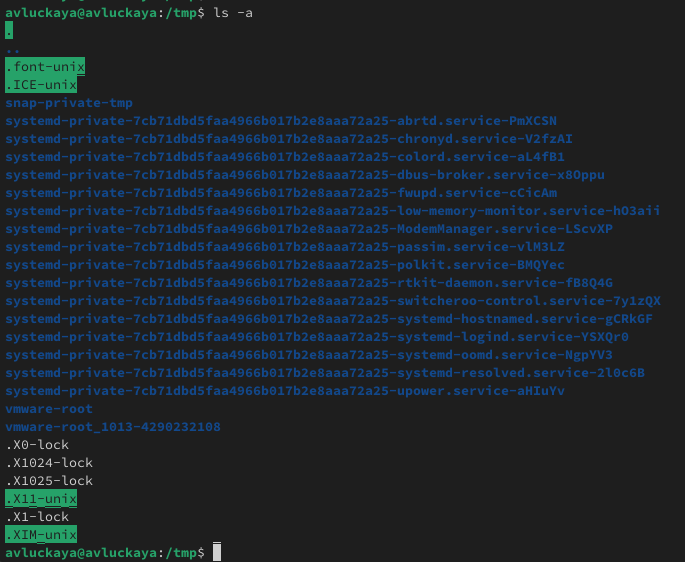 avluckaya@avluckaya:/tmp$ ls -a
.
..
.font-unix
.ICE-unix
snap-private-tmp
systemd-private-7cb71dbd5faa4966b017b2e8aaa72a25-abrtd.service-PmXCSN
systemd-private-7cb71dbd5faa4966b017b2e8aaa72a25-chronyd.service-V2fzAI
systemd-private-7cb71dbd5faa4966b017b2e8aaa72a25-colord.service-aL4fB1
systemd-private-7cb71dbd5faa4966b017b2e8aaa72a25-dbus-broker.service-x8Oppu
systemd-private-7cb71dbd5faa4966b017b2e8aaa72a25-fwupd.service-cCicAm
systemd-private-7cb71dbd5faa4966b017b2e8aaa72a25-low-memory-monitor.service-hO3aii
systemd-private-7cb71dbd5faa4966b017b2e8aaa72a25-ModemManager.service-LScvXP
systemd-private-7cb71dbd5faa4966b017b2e8aaa72a25-passim.service-vlM3LZ
systemd-private-7cb71dbd5faa4966b017b2e8aaa72a25-polkit.service-BMQYec
systemd-private-7cb71dbd5faa4966b017b2e8aaa72a25-rtkit-daemon.service-fB8Q4G
systemd-private-7cb71dbd5faa4966b017b2e8aaa72a25-switcheroo-control.service-7y1zQX
systemd-private-7cb71dbd5faa4966b017b2e8aaa72a25-systemd-hostnamed.service-gCRkGF
systemd-private-7cb71dbd5faa4966b017b2e8aaa72a25-systemd-logind.service-YSXQr0
systemd-private-7cb71dbd5faa4966b017b2e8aaa72a25-systemd-oomd.service-NgpYV3
systemd-private-7cb71dbd5faa4966b017b2e8aaa72a25-systemd-resolved.service-2l0c6B
systemd-private-7cb71dbd5faa4966b017b2e8aaa72a25-upower.service-aHIuYv
vmware-root
vmware-root_1013-4290232108
.X0-lock
.X1024-lock
.X1025-lock
.X11-unix
.X1-lock
.XIM-unix
avluckaya@avluckaya:/tmp$